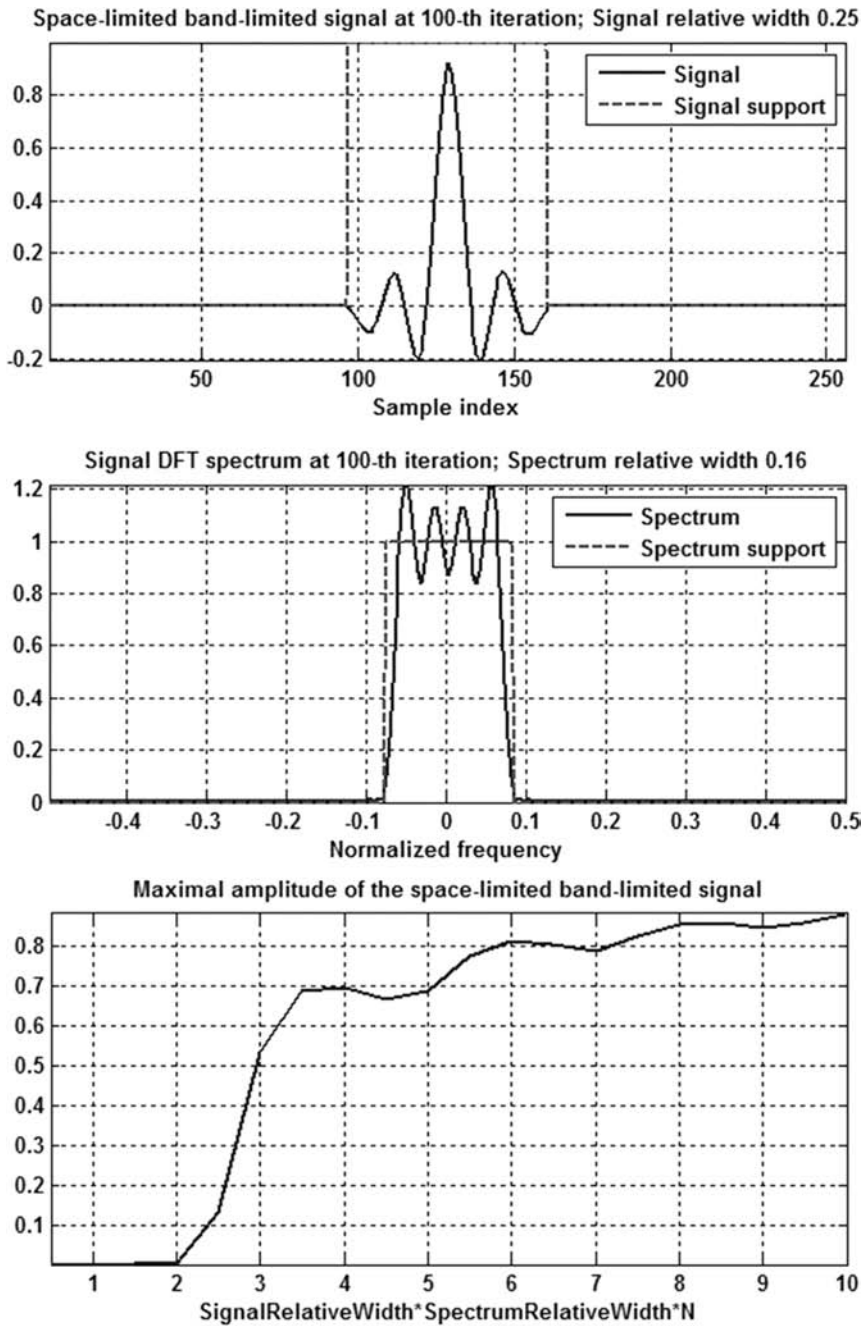 Space-limited band-limited signal at 100-th iteration; Signal relative width 0.25
0.8
0.6
0.4
0.2
0
-0.2
Signal
Signal support
50 100 150 200 250
Sample index
Signal DFT spectrum at 100-th iteration; Spectrum relative width 0.16
1.2
1
0.8
0.6
0.4
0.2
0
Spectrum
Spectrum support
-0.4 -0.3 -0.2 -0.1 0 0.1 0.2 0.3 0.4 0.5
Normalized frequency
Maximal amplitude of the space-limited band-limited signal
0.8
0.7
0.6
0.5
0.4
0.3
0.2
0.1
1 2 3 4 5 6 7 8 9 10
SignalRelativeWidth*SpectrumRelativeWidth*N